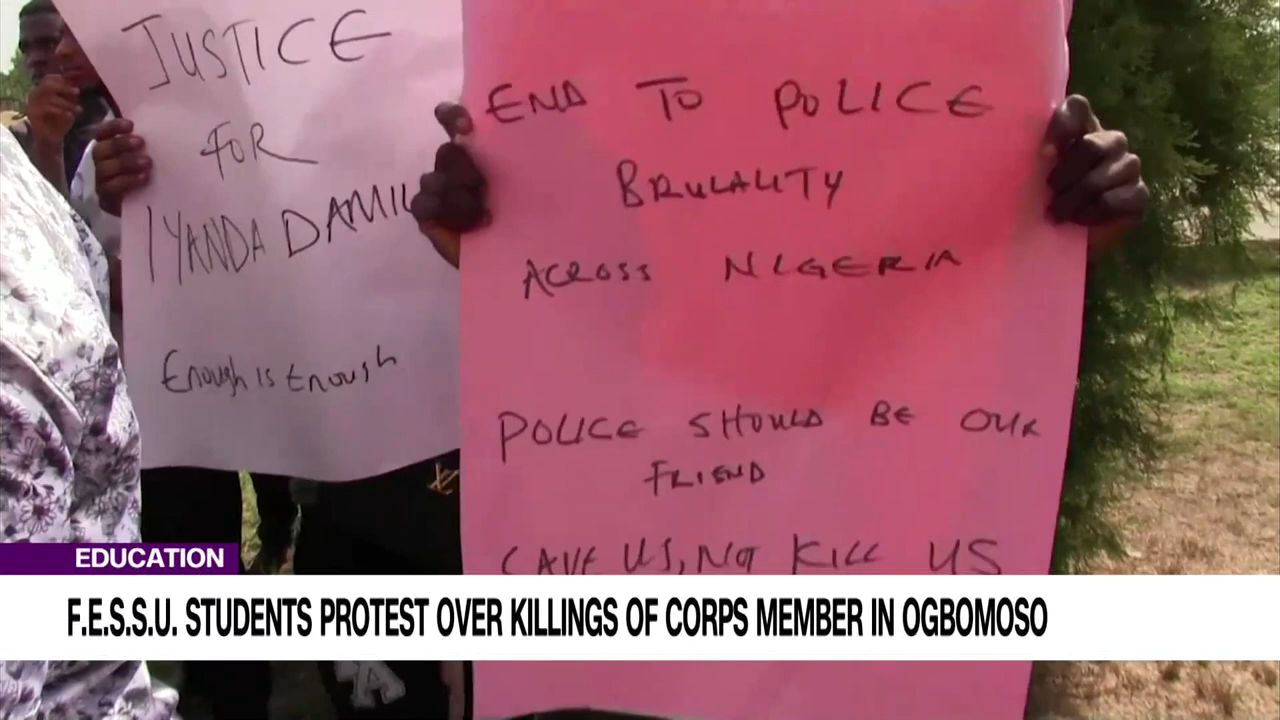 JUSTICE
FOR
IYANDA DAMIL
Enough is Enough
END TO POLICE
BRULALITY
ACROSS NIGERIA
POLICE SHOULD BE OUR
FRIEND
SAVE US, NOT KILL US
EDUCATION
F.E.S.S.U. STUDENTS PROTEST OVER KILLINGS OF CORPS MEMBER IN OGBOMOSO